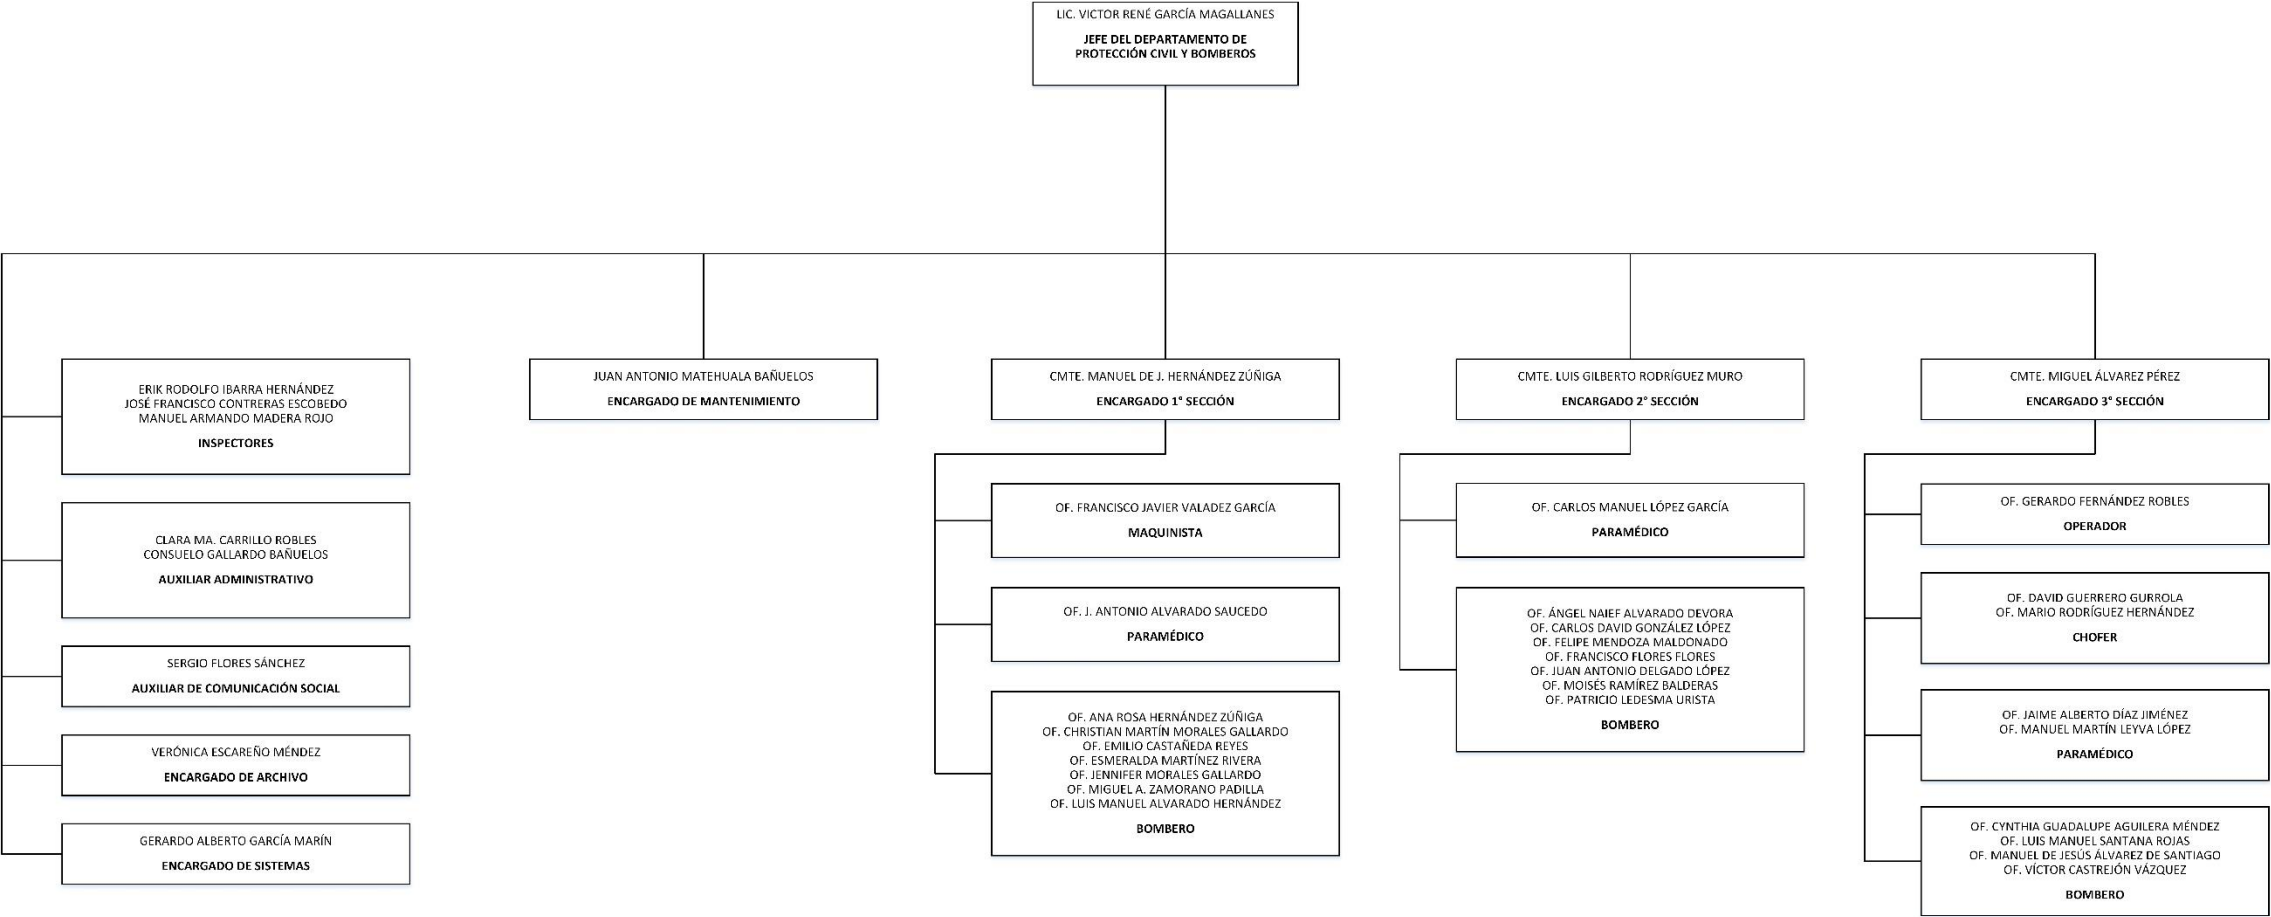 LIC. VICTOR RENÉ GARCÍA MAGALLANES
JEFE DEL DEPARTAMENTO DE
PROTECCIÓN CIVIL Y BOMBEROS
ERIK RODOLFO IBARRA HERNÁNDEZ
JOSÉ FRANCISCO CONTRERAS ESCOBEDO
MANUEL ARMANDO MADERA ROJO
INSPECTORES
CLARA MA. CARRILLO ROBLES
CONSUELO GALLARDO BAÑUELOS
AUXILIAR ADMINISTRATIVO
SERGIO FLORES SÁNCHEZ
AUXILIAR DE COMUNICACIÓN SOCIAL
VERÓNICA ESCAREÑO MÉNDEZ
ENCARGADO DE ARCHIVO
GERARDO ALBERTO GARCÍA MARÍN
ENCARGADO DE SISTEMAS
JUAN ANTONIO MATEHUALA BAÑUELOS
ENCARGADO DE MANTENIMIENTO
CMTE. MANUEL DE J. HERNÁNDEZ ZÚÑIGA
ENCARGADO 1° SECCIÓN
OF. FRANCISCO JAVIER VALADEZ GARCÍA
MAQUINISTA
OF. J. ANTONIO ALVARADO SAUCEDO
PARAMÉDICO
OF. ANA ROSA HERNÁNDEZ ZÚÑIGA
OF. CHRISTIAN MARTÍN MORALES GALLARDO
OF. EMILIO CASTAÑEDA REYES
OF. ESMERALDA MARTÍNEZ RIVERA
OF. JENNIFER MORALES GALLARDO
OF. MIGUEL A. ZAMORANO PADILLA
OF. LUIS MANUEL ALVARADO HERNÁNDEZ
BOMBERO
CMTE. LUIS GILBERTO RODRÍGUEZ MURO
ENCARGADO 2° SECCIÓN
OF. CARLOS MANUEL LÓPEZ GARCÍA
PARAMÉDICO
OF. ÁNGEL NAIEF ALVARADO DEVORA
OF. CARLOS DAVID GONZÁLEZ LÓPEZ
OF. FELIPE MENDOZA MALDONADO
OF. FRANCISCO FLORES FLORES
OF. JUAN ANTONIO DELGADO LÓPEZ
OF. MOISÉS RAMÍREZ BALDERAS
OF. PATRICIO LEDESMA URISTA
BOMBERO
CMTE. MIGUEL ÁLVAREZ PÉREZ
ENCARGADO 3° SECCIÓN
OF. GERARDO FERNÁNDEZ ROBLES
OPERADOR
OF. DAVID GUERRERO GURROLA
OF. MARIO RODRÍGUEZ HERNÁNDEZ
CHOFER
OF. JAIME ALBERTO DÍAZ JIMÉNEZ
OF. MANUEL MARTÍN LEYVA LÓPEZ
PARAMÉDICO
OF. CYNTHIA GUADALUPE AGUILERA MÉNDEZ
OF. LUIS MANUEL SANTANA ROJAS
OF. MANUEL DE JESÚS ÁLVAREZ DE SANTIAGO
OF. VÍCTOR CASTREJÓN VÁZQUEZ
BOMBERO